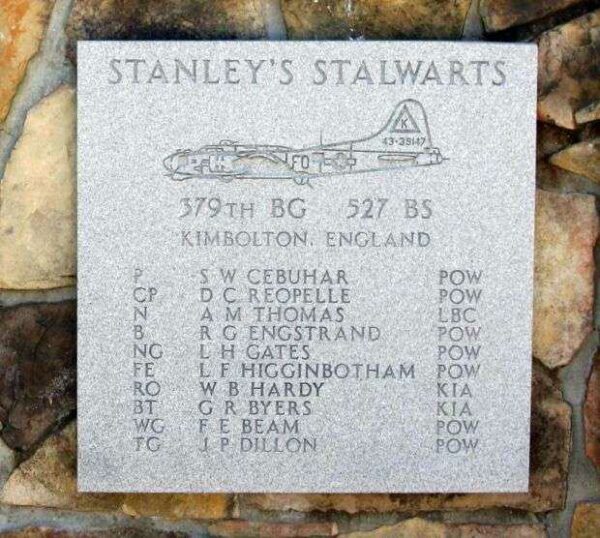 STANLEY'S STALWARTS
K
43-38147
FO
379TH BG 527 BS
KIMBOLTON, ENGLAND
P S W CEBUHAR POW
CP D C REOPELLE POW
N A M THOMAS LBC
B R G ENGSTRAND POW
NG L H GATES POW
FE L F HIGGINBOTHAM POW
RO W B HARDY KIA
BT G R BYERS KIA
WG F E BEAM POW
TG J P DILLON POW